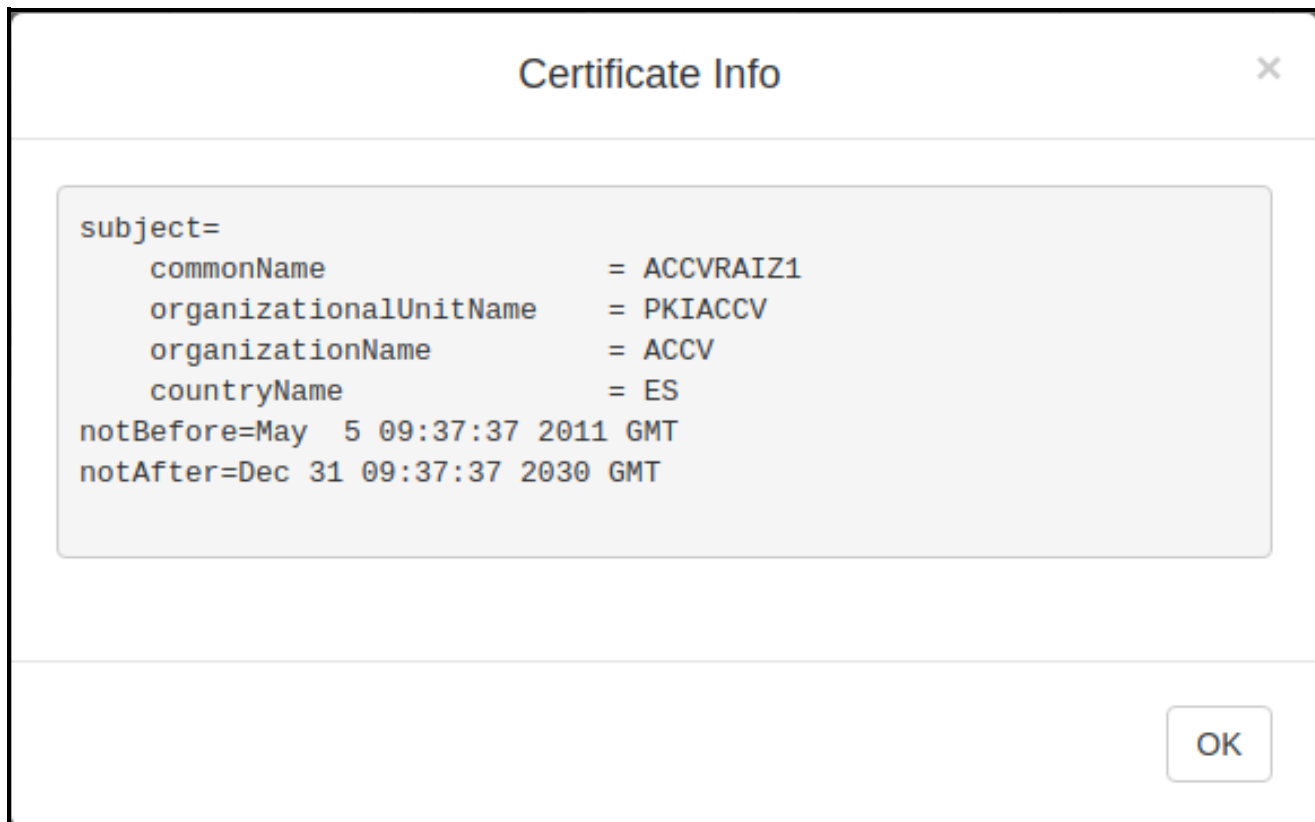 Certificate Info ×
subject=
    commonName                = ACCVRAIZ1
    organizationalUnitName    = PKIACCV
    organizationName          = ACCV
    countryName               = ES
notBefore=May  5 09:37:37 2011 GMT
notAfter=Dec 31 09:37:37 2030 GMT
OK